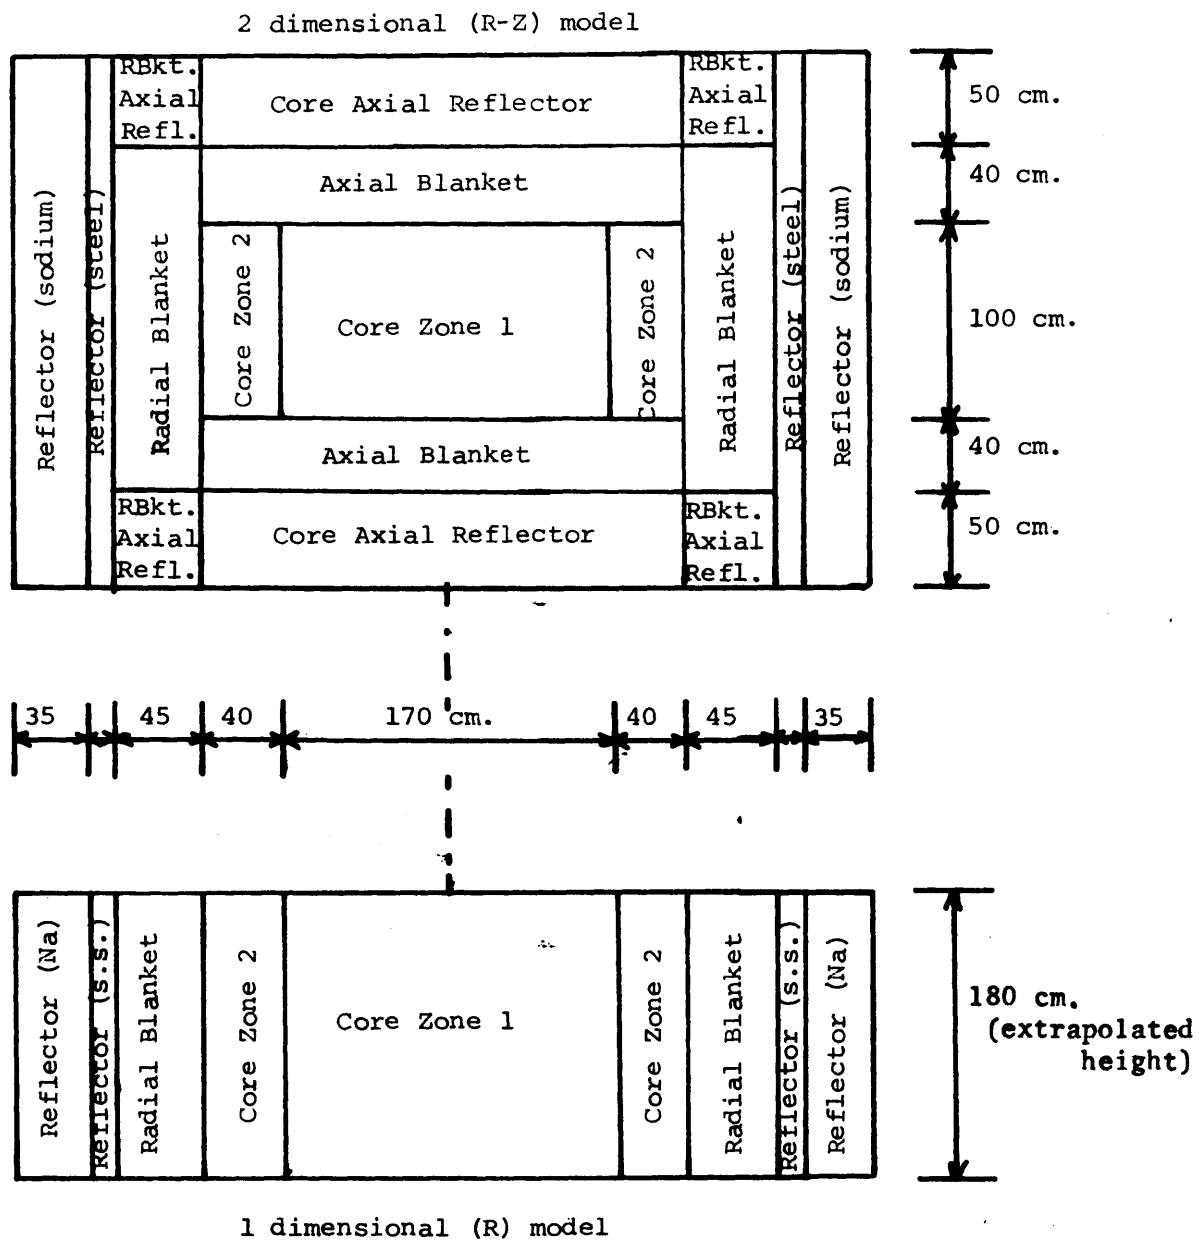 2 dimensional (R-Z) model
RBkt.
Axial
Refl.
Core Axial Reflector
RBkt.
Axial
Refl.
50 cm.
Axial Blanket
40 cm.
Reflector (sodium)
Reflector (steel)
Radial Blanket
Core Zone 2
Core Zone 1
Core Zone 2
Radial Blanket
Reflector (steel)
Reflector (sodium)
100 cm.
Axial Blanket
40 cm.
RBkt.
Axial
Refl.
Core Axial Reflector
RBkt.
Axial
Refl.
50 cm.
35 45 40 170 cm. 40 45 35
Reflector (Na)
Reflector (s.s.)
Radial Blanket
Core Zone 2
Core Zone 1
Core Zone 2
Radial Blanket
Reflector (s.s.)
Reflector (Na)
180 cm.
(extrapolated
height)
1 dimensional (R) model